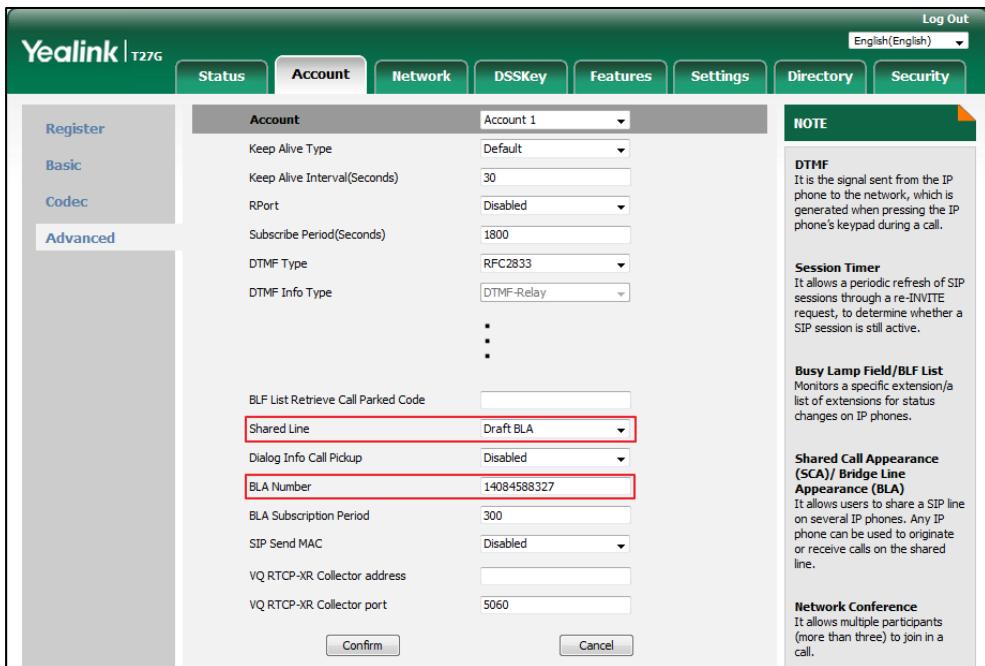 Log Out
Yealink | T27G
English(English)
Status Account Network DSSKey Features Settings Directory Security
Register
Basic
Codec
Advanced
Account Account 1
Keep Alive Type Default
Keep Alive Interval(Seconds) 30
RPort Disabled
Subscribe Period(Seconds) 1800
DTMF Type RFC2833
DTMF Info Type DTMF-Relay
BLF List Retrieve Call Parked Code
Shared Line Draft BLA
Dialog Info Call Pickup Disabled
BLA Number 14084588327
BLA Subscription Period 300
SIP Send MAC Disabled
VQ RTCP-XR Collector address
VQ RTCP-XR Collector port 5060
Confirm Cancel
NOTE
DTMF
It is the signal sent from the IP
phone to the network, which is
generated when pressing the IP
phone's keypad during a call.
Session Timer
It allows a periodic refresh of SIP
sessions through a re-INVITE
request, to determine whether a
SIP session is still active.
Busy Lamp Field/BLF List
Monitors a specific extension/a
list of extensions for status
changes on IP phones.
Shared Call Appearance
(SCA)/ Bridge Line
Appearance (BLA)
It allows users to share a SIP line
on several IP phones. Any IP
phone can be used to originate
or receive calls on the shared
line.
Network Conference
It allows multiple participants
(more than three) to join in a
call.